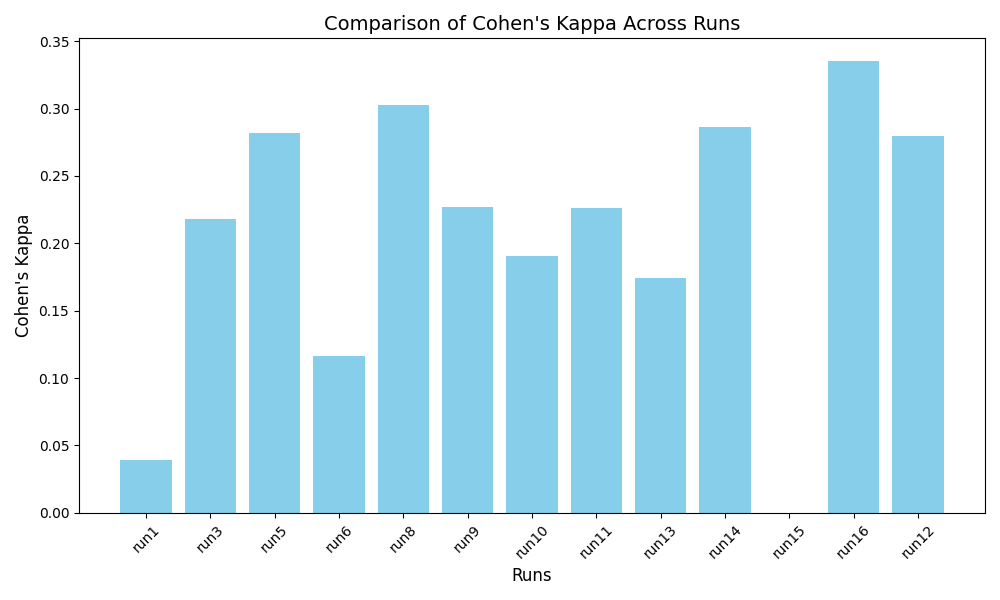 Comparison of Cohen's Kappa Across Runs
0.35
0.30
0.25
0.20
0.15
0.10
0.05
0.00
Cohen's Kappa
run1 run3 run5 run6 run8 run9 run10 run11 run13 run14 run15 run16 run12
Runs